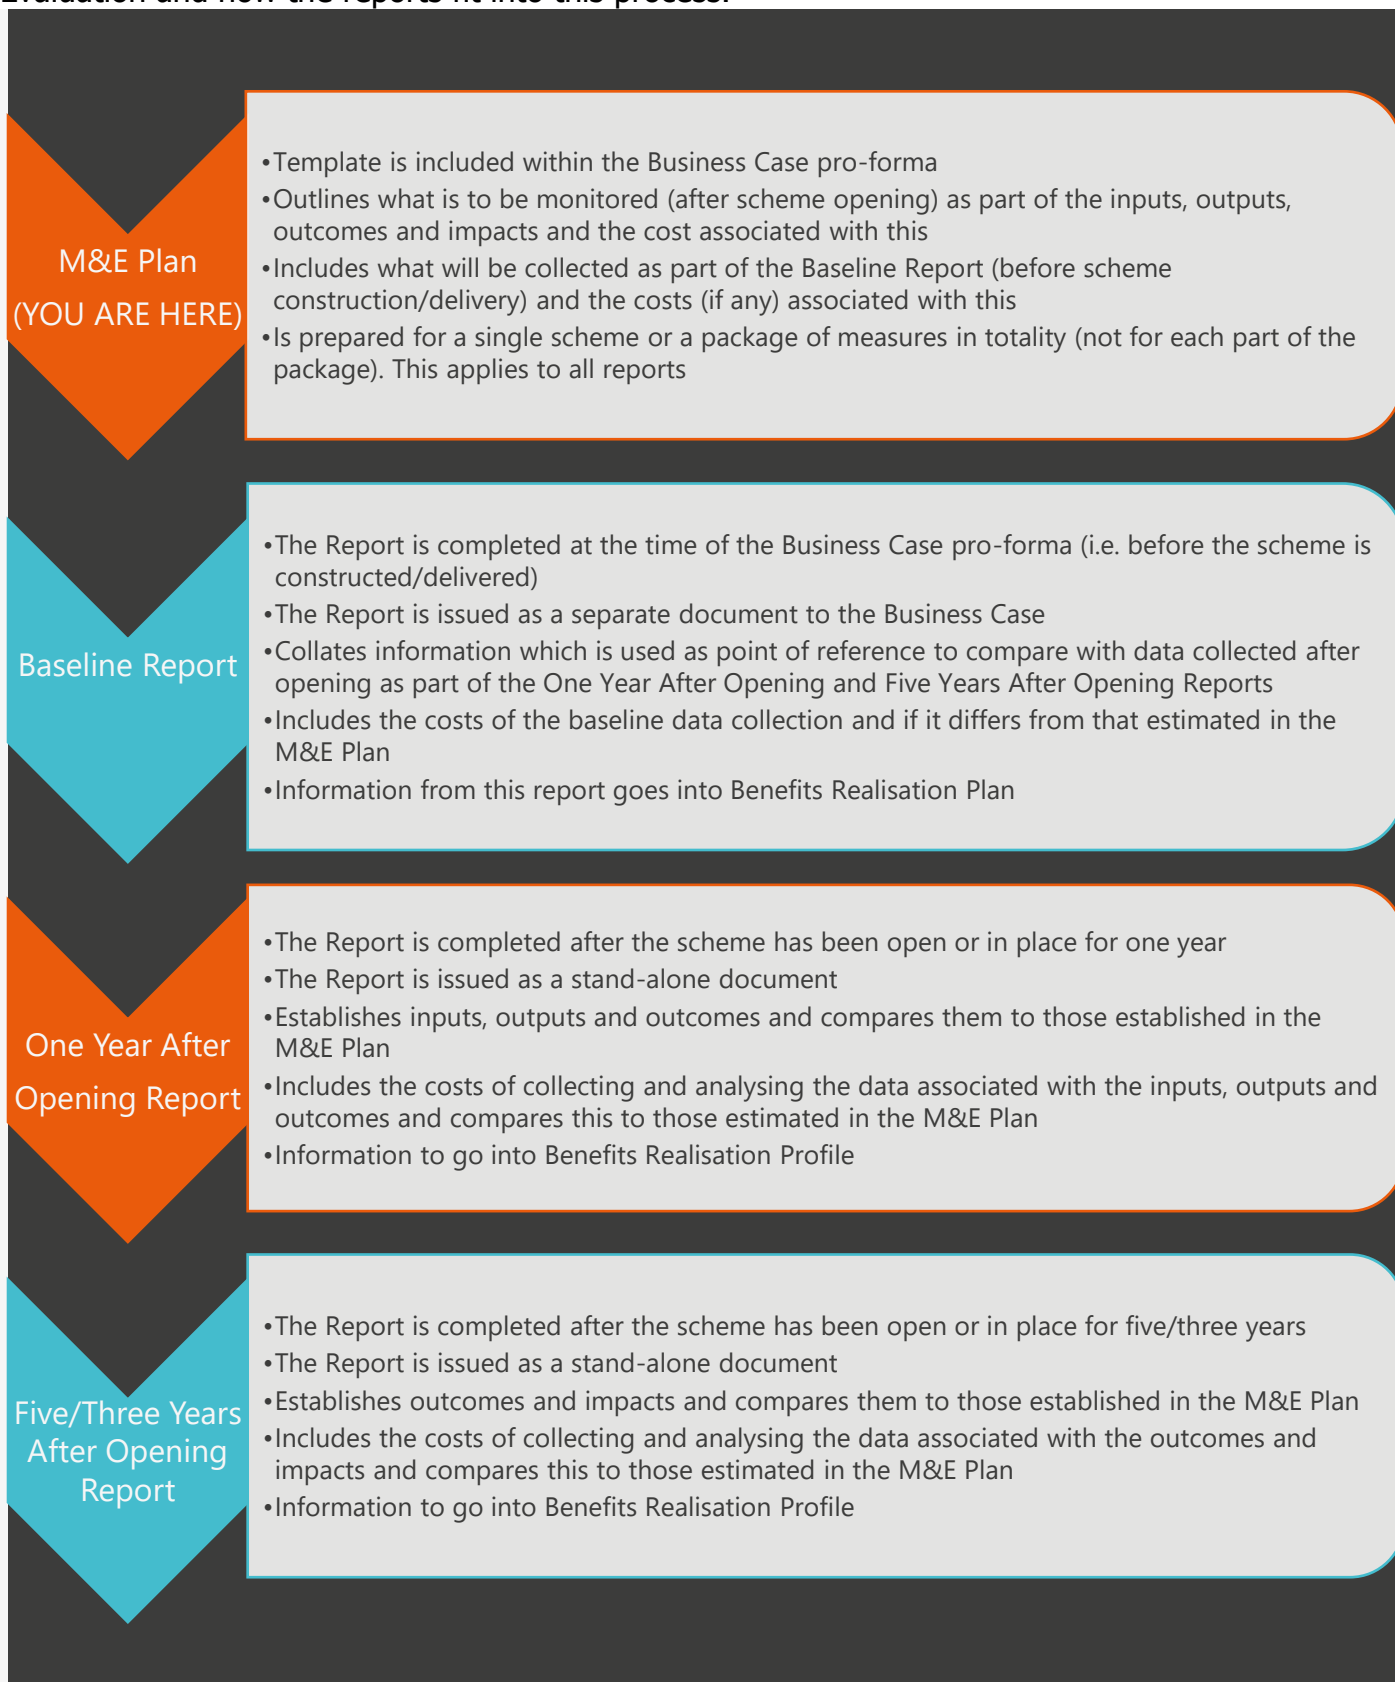 Evaluation and how the reports fit into this process.
M&E Plan
(YOU ARE HERE)
•Template is included within the Business Case pro-forma
•Outlines what is to be monitored (after scheme opening) as part of the inputs, outputs,
outcomes and impacts and the cost associated with this
•Includes what will be collected as part of the Baseline Report (before scheme
construction/delivery) and the costs (if any) associated with this
•Is prepared for a single scheme or a package of measures in totality (not for each part of the
package). This applies to all reports
Baseline Report
•The Report is completed at the time of the Business Case pro-forma (i.e. before the scheme is
constructed/delivered)
•The Report is issued as a separate document to the Business Case
•Collates information which is used as point of reference to compare with data collected after
opening as part of the One Year After Opening and Five Years After Opening Reports
•Includes the costs of the baseline data collection and if it differs from that estimated in the
M&E Plan
•Information from this report goes into Benefits Realisation Plan
One Year After
Opening Report
•The Report is completed after the scheme has been open or in place for one year
•The Report is issued as a stand-alone document
•Establishes inputs, outputs and outcomes and compares them to those established in the
M&E Plan
•Includes the costs of collecting and analysing the data associated with the inputs, outputs and
outcomes and compares this to those estimated in the M&E Plan
•Information to go into Benefits Realisation Profile
Five/Three Years
After Opening
Report
•The Report is completed after the scheme has been open or in place for five/three years
•The Report is issued as a stand-alone document
•Establishes outcomes and impacts and compares them to those established in the M&E Plan
•Includes the costs of collecting and analysing the data associated with the outcomes and
impacts and compares this to those estimated in the M&E Plan
•Information to go into Benefits Realisation Profile